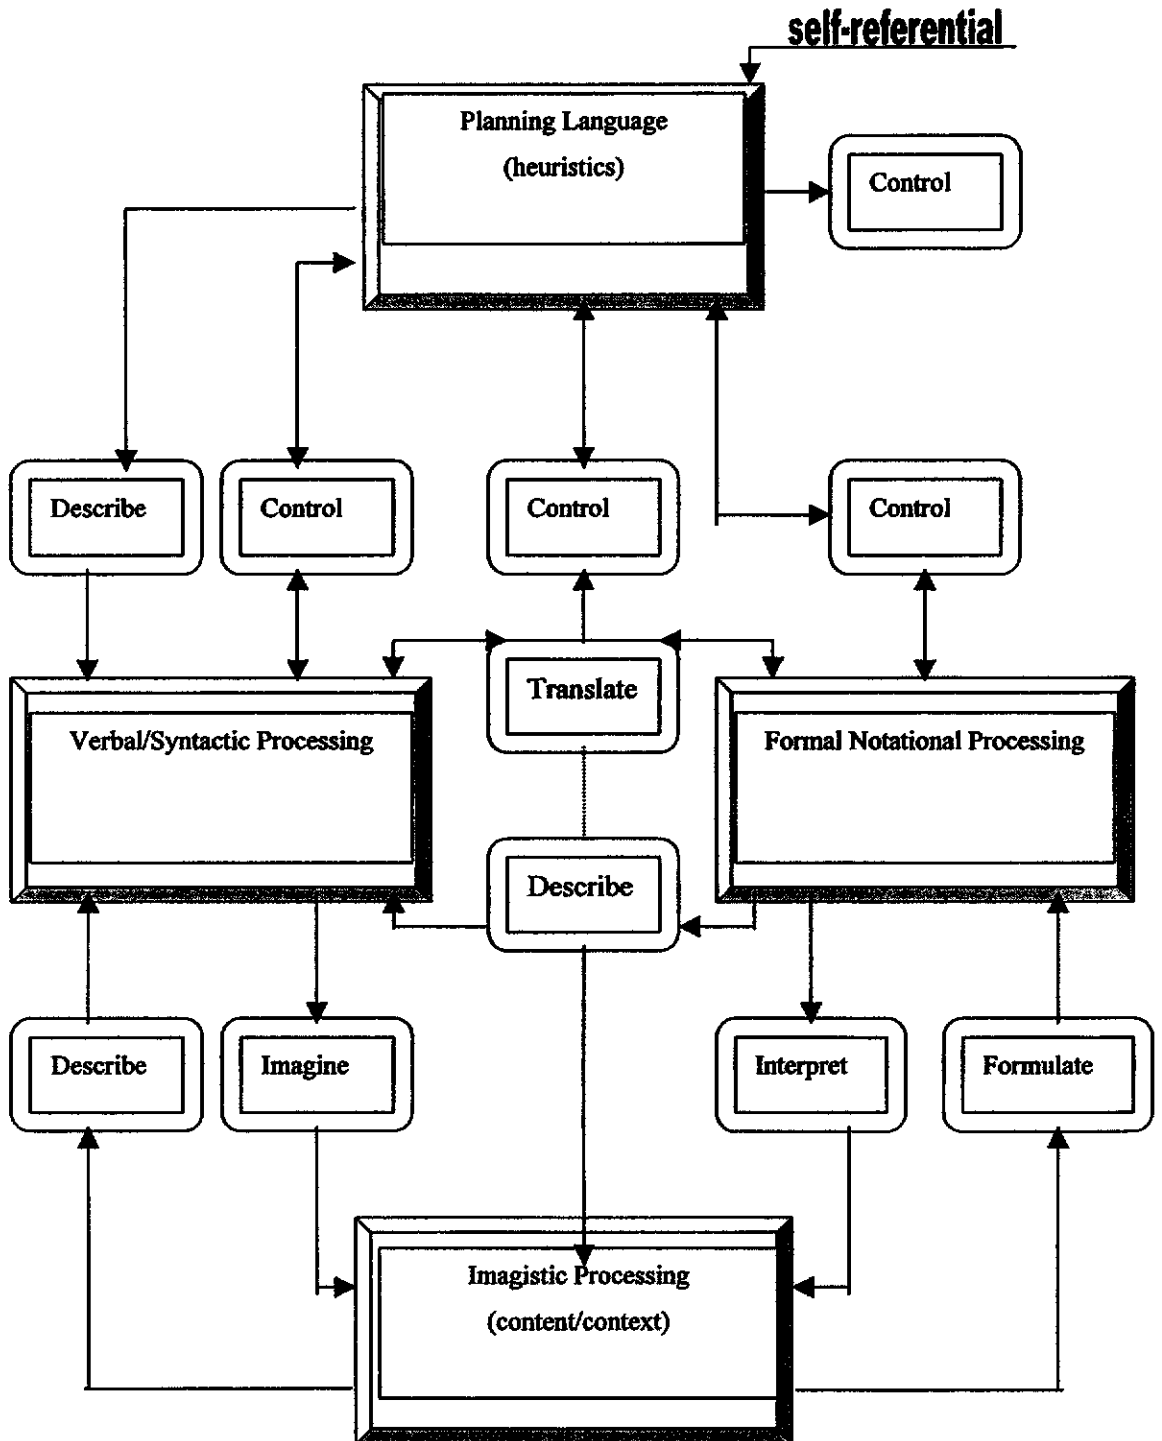 self-referential
Planning Language
(heuristics)
Control
Describe
Control
Control
Control
Translate
Verbal/Syntactic Processing
Formal Notational Processing
Describe
Describe
Imagine
Interpret
Formulate
Imagistic Processing
(content/context)